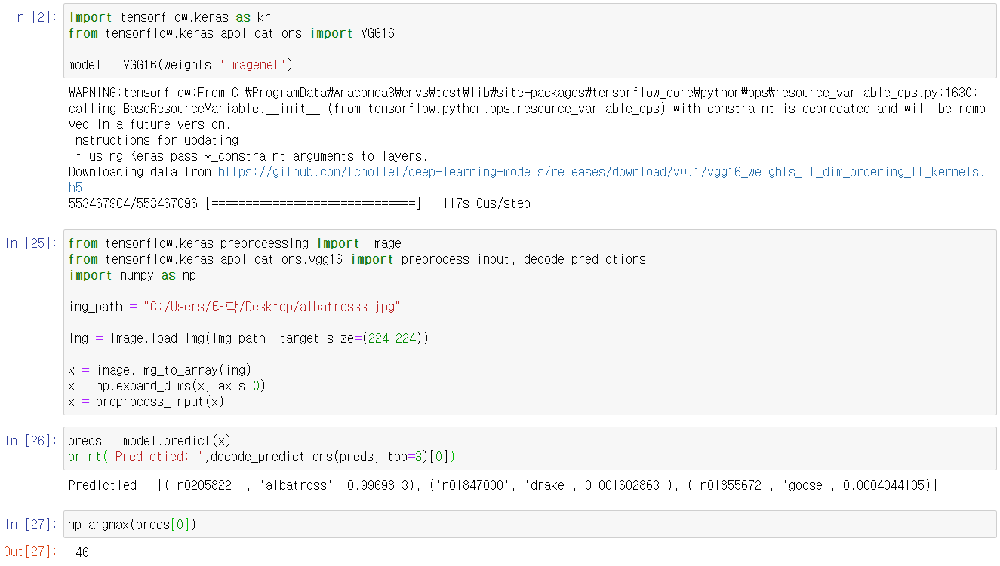 In [2]: import tensorflow.keras as kr
from tensorflow.keras.applications import VGG16
model = VGG16(weights='imagenet')
WARNING:tensorflow:From C:₩ProgramData₩Anaconda3₩envs₩test₩lib₩site-packages₩tensorflow_core₩python₩ops₩resource_variable_ops.py:1630:
calling BaseResourceVariable.__init__ (from tensorflow.python.ops.resource_variable_ops) with constraint is deprecated and will be remo
ved in a future version.
Instructions for updating:
If using Keras pass *_constraint arguments to layers.
Downloading data from https://github.com/fchollet/deep-learning-models/releases/download/v0.1/vgg16_weights_tf_dim_ordering_tf_kernels.
h5
553467904/553467096 [==============================] - 117s 0us/step
In [25]: from tensorflow.keras.preprocessing import image
from tensorflow.keras.applications.vgg16 import preprocess_input, decode_predictions
import numpy as np
img_path = "C:/Users/태학/Desktop/albatrosss.jpg"
img = image.load_img(img_path, target_size=(224,224))
x = image.img_to_array(img)
x = np.expand_dims(x, axis=0)
x = preprocess_input(x)
In [26]: preds = model.predict(x)
print('Predictied: ',decode_predictions(preds, top=3)[0])
Predictied:  [('n02058221', 'albatross', 0.9969813), ('n01847000', 'drake', 0.0016028631), ('n01855672', 'goose', 0.0004044105)]
In [27]: np.argmax(preds[0])
Out[27]: 146